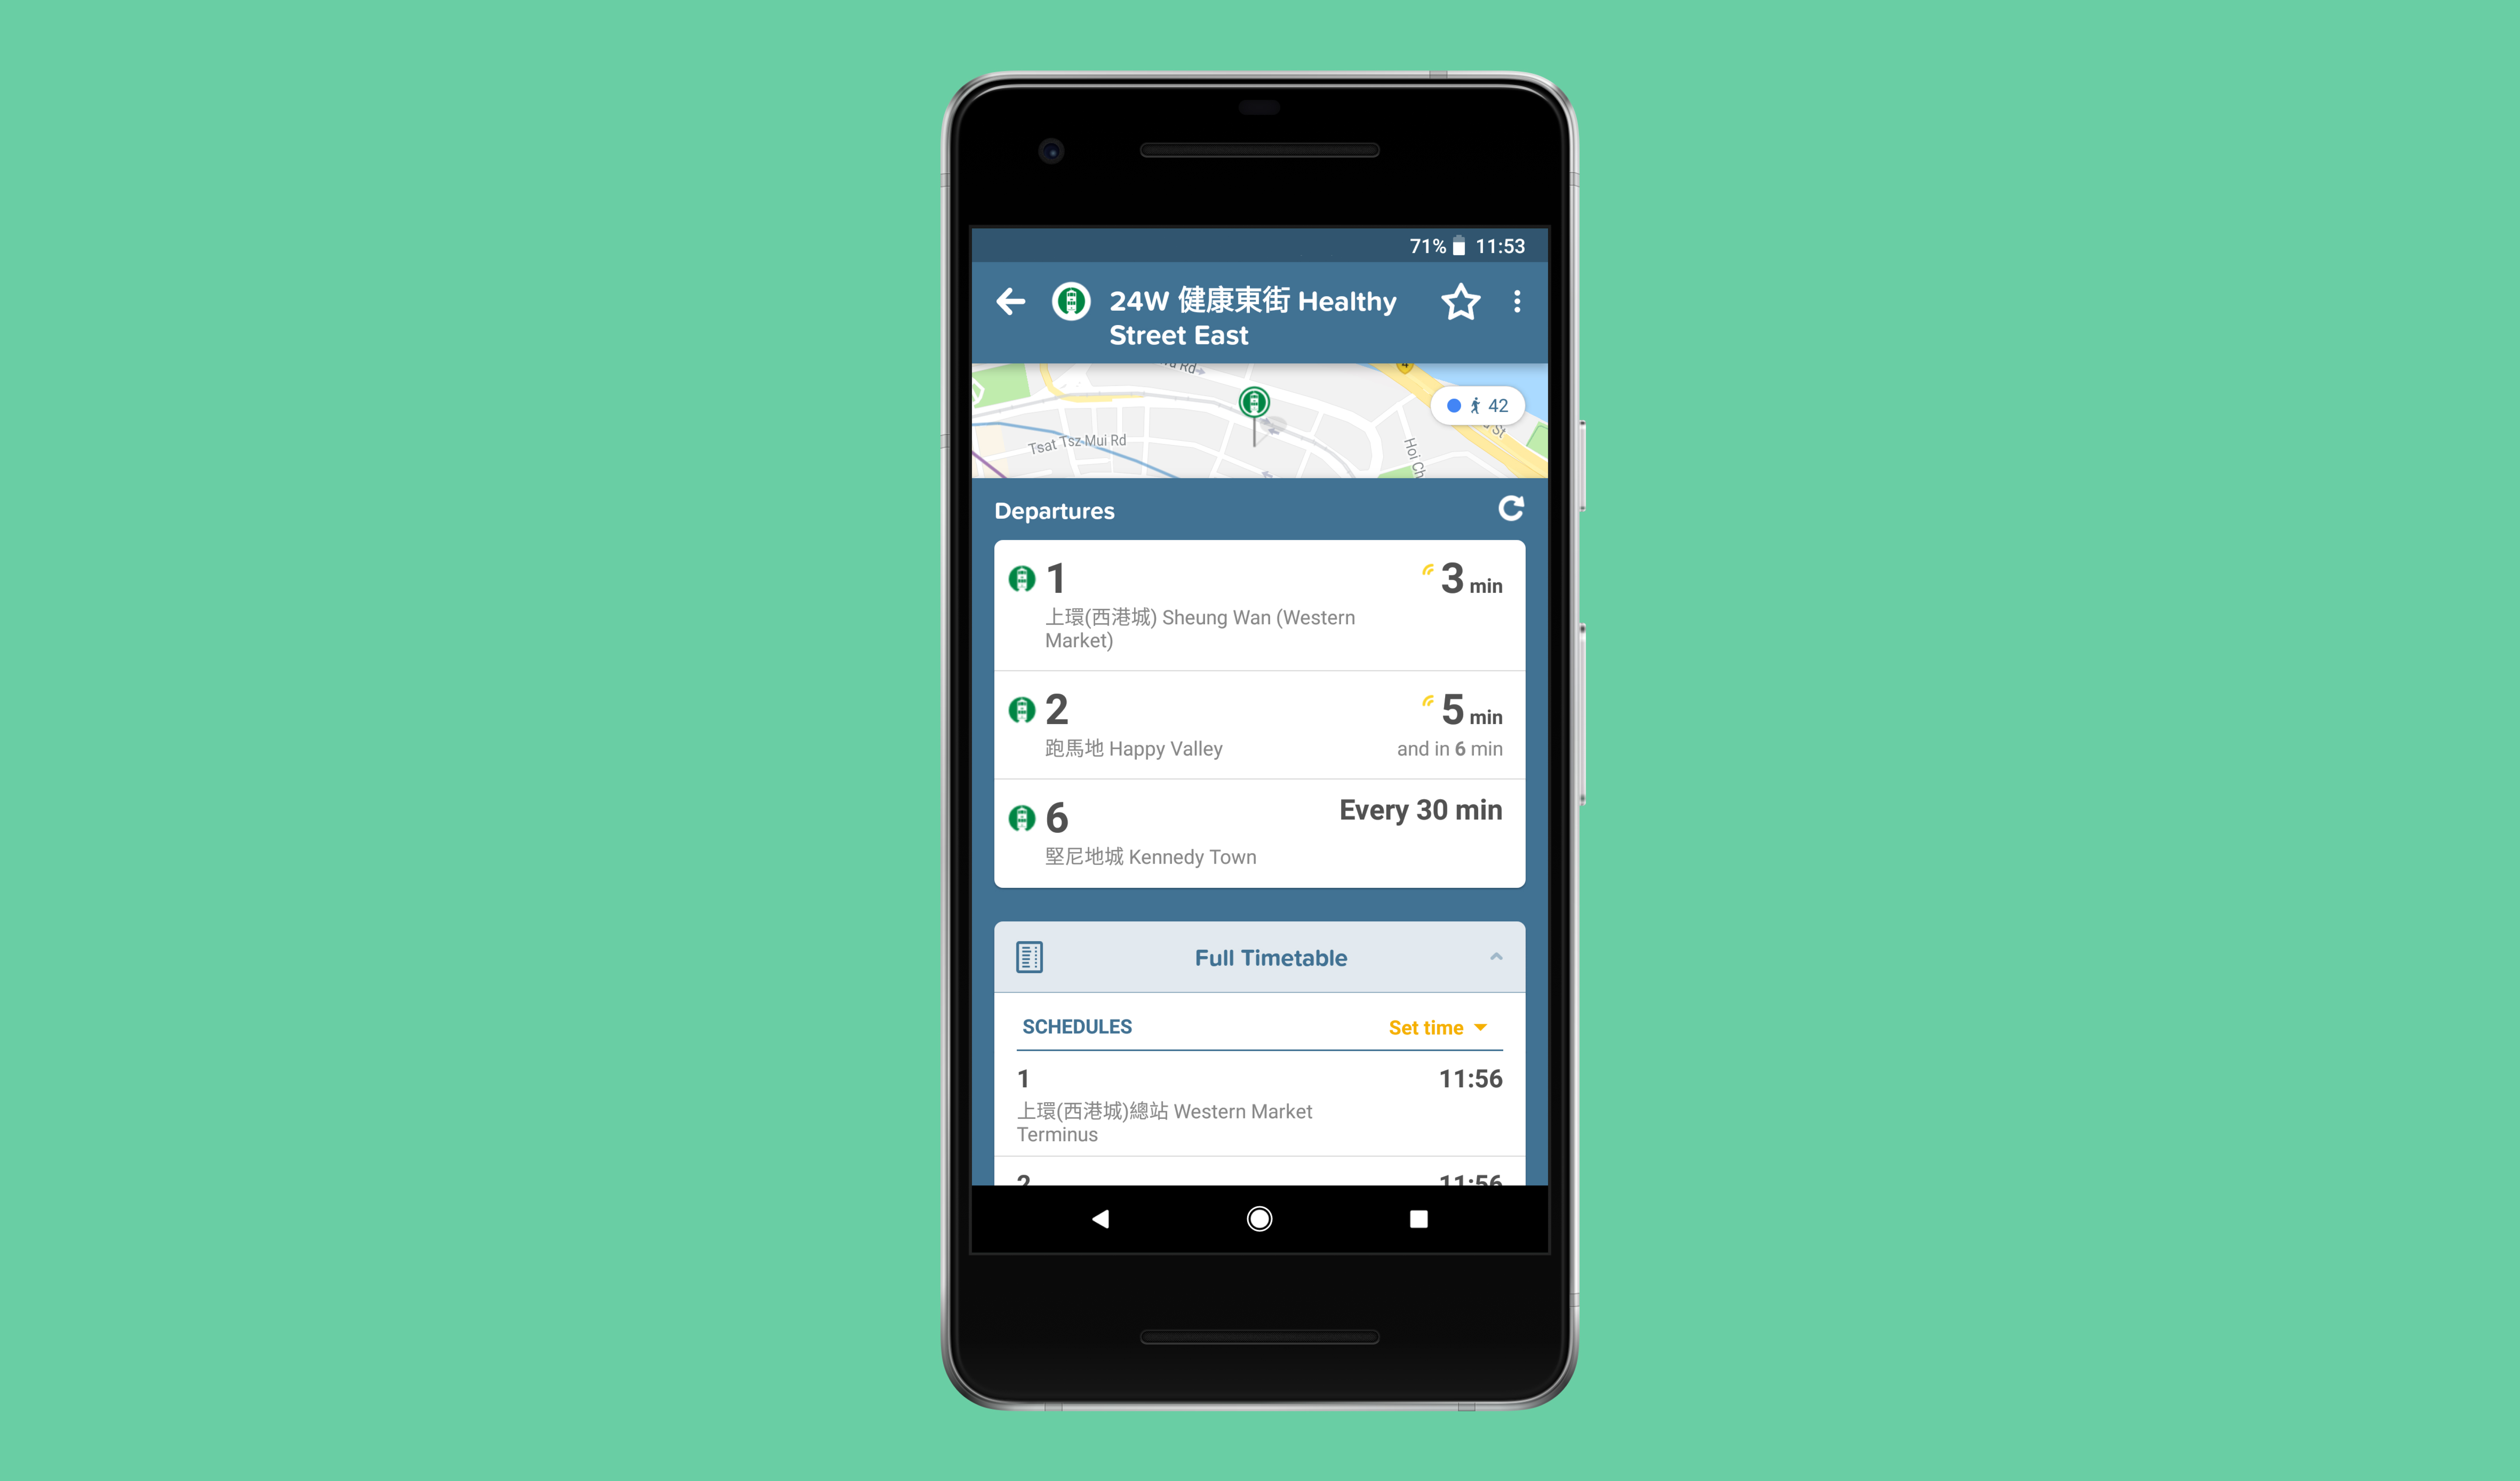 71% 11:53
24W 健康東街 Healthy
Street East
Rd
42
Tsat Tsz Mui Rd
St
Hoi Ch
Departures
1 3 min
上環(西港城) Sheung Wan (Western
Market)
2 5 min
跑馬地 Happy Valley and in 6 min
6 Every 30 min
堅尼地城 Kennedy Town
Full Timetable
SCHEDULES Set time
1 11:56
上環(西港城)總站 Western Market
Terminus
2 11:56